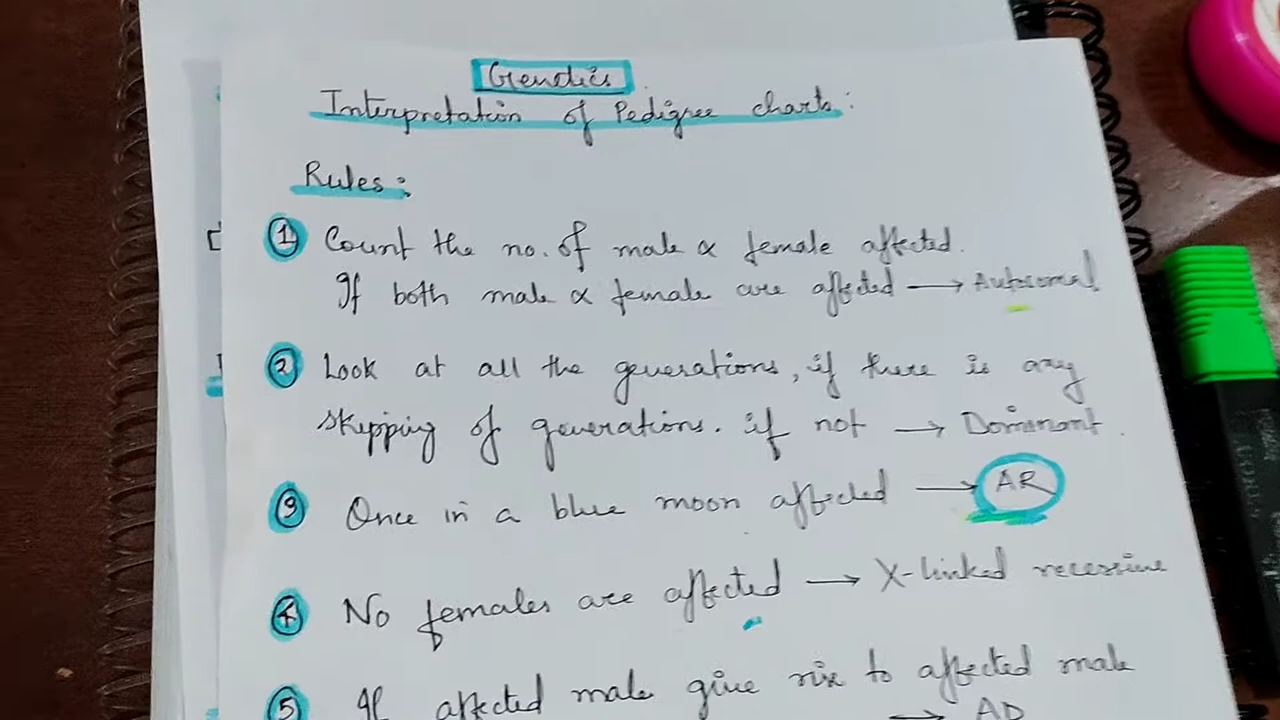 Genetics
Interpretation of Pedigree charts:
Rules:
① Count the no. of male & female affected.
If both male & female are affected → Autosomal
② Look at all the generations, if there is any
skipping of generations. if not → Dominant.
③ Once in a blue moon affected → AR
④ No females are affected → X-linked recessive
⑤ If affected male give rise to affected male
→ AD